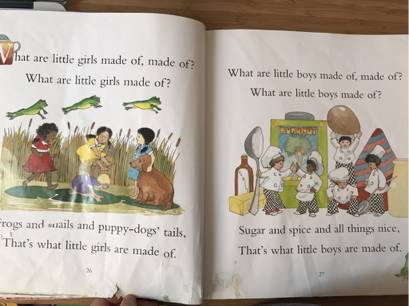 What are little girls made of, made of?
What are little girls made of?
Frogs and snails and puppy-dogs' tails,
That's what little girls are made of.
26
What are little boys made of, made of?
What are little boys made of?
Sugar and spice and all things nice,
That's what little boys are made of.
27